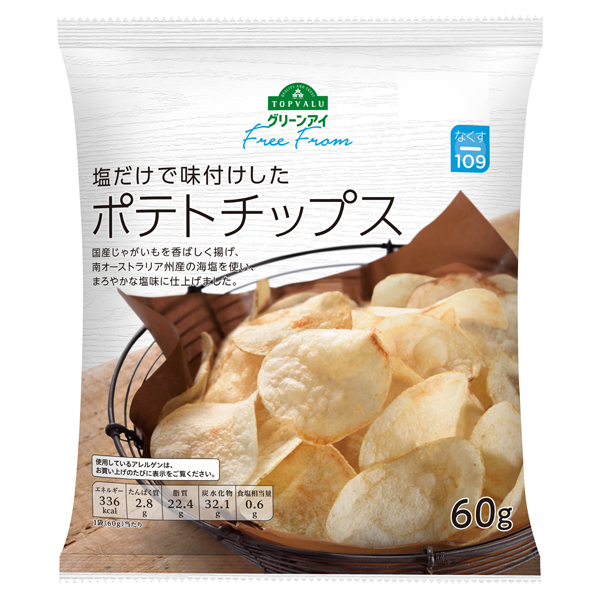 QUALITY AND TRUST
TOPVALU
グリーンアイ
Free From
なくす
109
塩だけで味付けした
ポテトチップス
国産じゃがいもを香ばしく揚げ、
南オーストラリア州産の海塩を使い、
まろやかな塩味に仕上げました。
使用しているアレルゲンは、
お買い上げのたびに表示をご覧ください。
エネルギー たんぱく質 脂質 炭水化物 食塩相当量
336 kcal 2.8 g 22.4 g 32.1 g 0.6 g
1袋(60g)当たり
60g